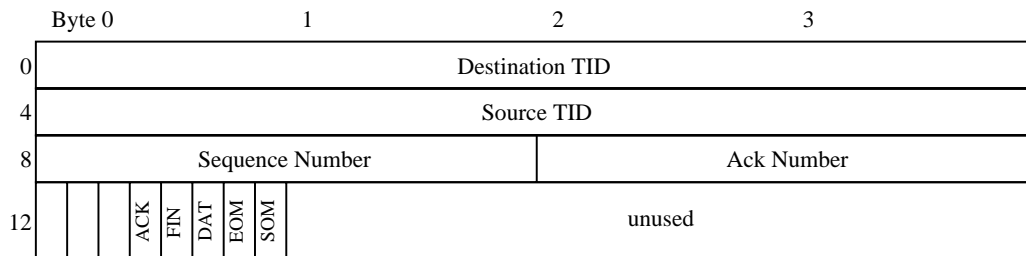 Byte 0 1 2 3
0 Destination TID
4 Source TID
8 Sequence Number Ack Number
12 ACK FIN DAT EOM SOM unused